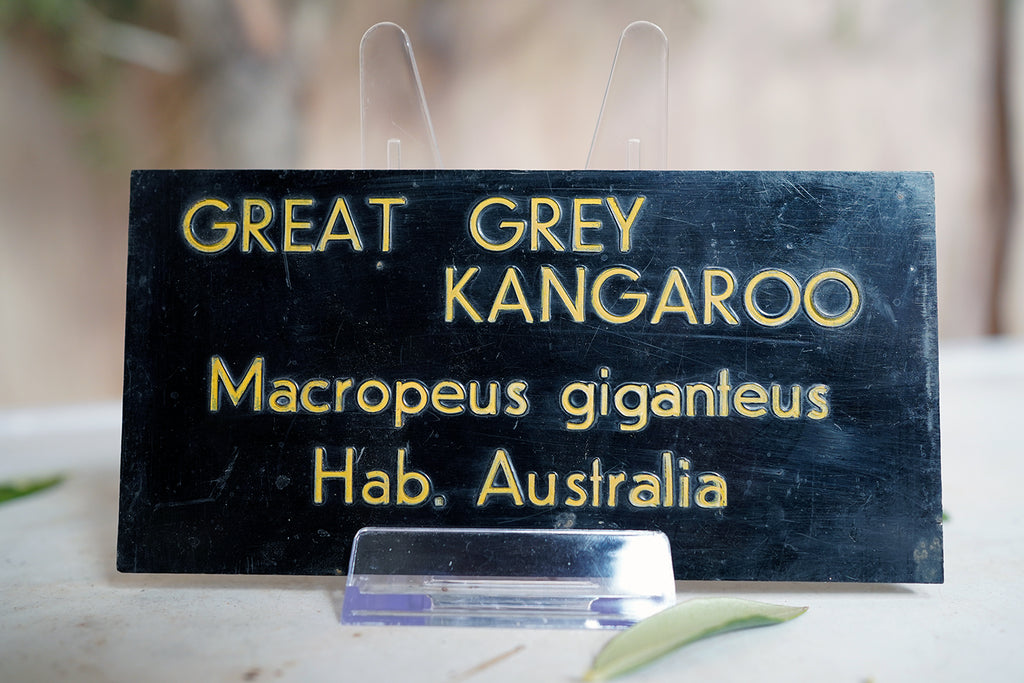 GREAT GREY
KANGAROO
Macropeus giganteus
Hab. Australia